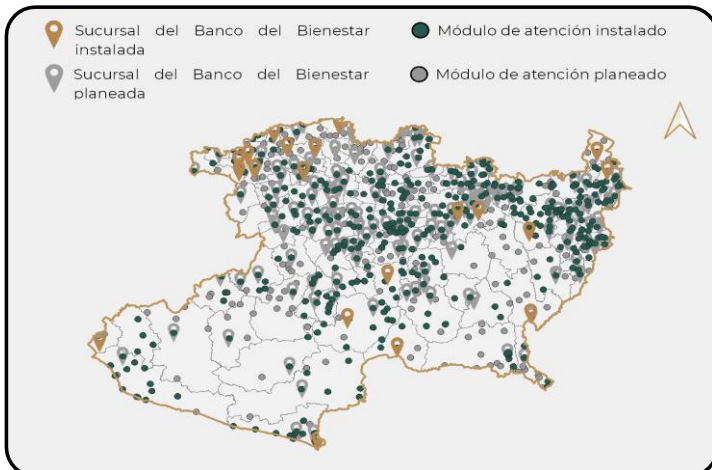 Sucursal del Banco del Bienestar
instalada
Módulo de atención instalado
Sucursal del Banco del Bienestar
planeada
Módulo de atención planeado